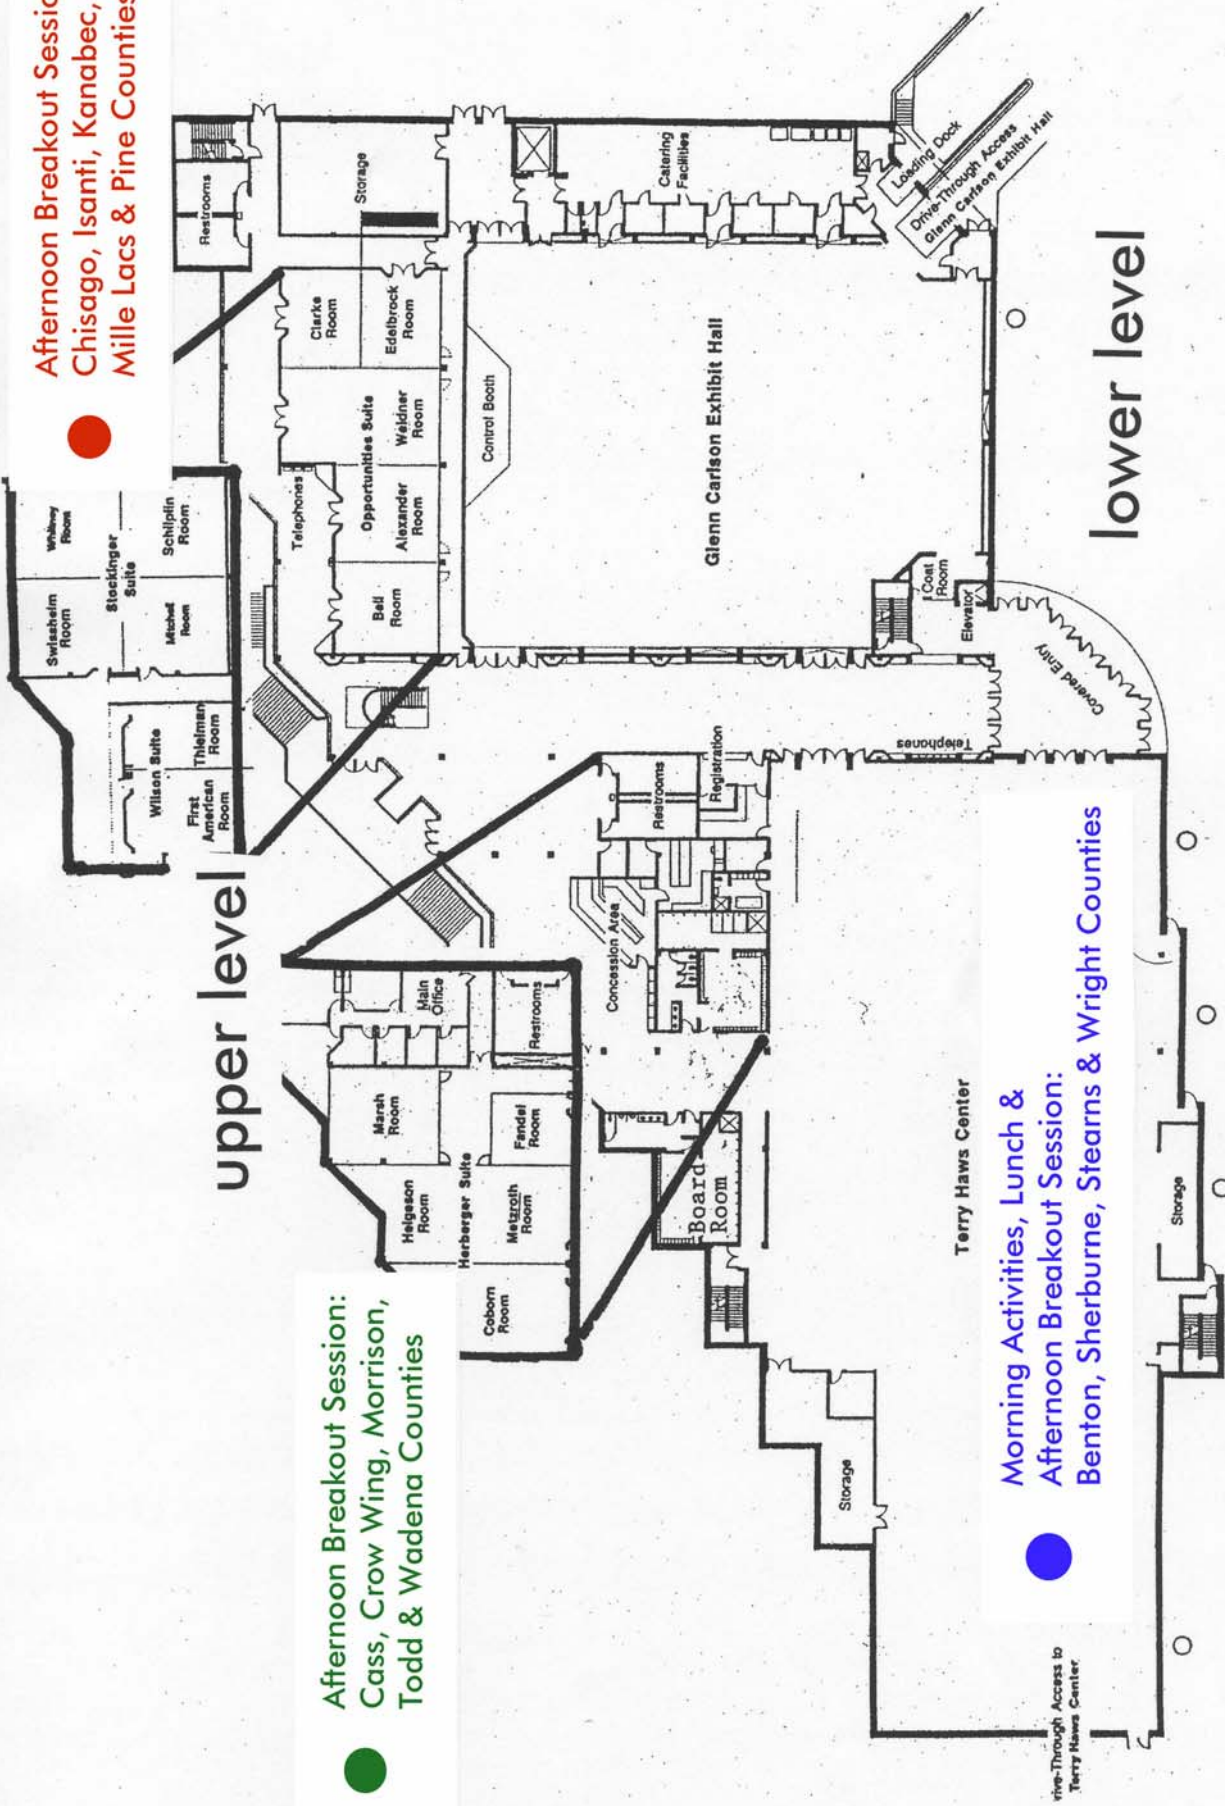 Afternoon Breakout
Chisago, Isanti, Kanabec,
Mille Lacs & Pine
Restrooms
Storage
Catering
Facilities
Loading Dock
Drive-Through Access
Glenn Carlson Exhibit Hall
Clarke
Room
Edelbrock
Room
Opportunities Suite
Weidner
Room
Alexander
Room
Bell
Room
Telephones
Control Booth
Glenn Carlson Exhibit Hall
lower level
Whitney
Room
Swisshelm
Room
Stockinger
Suite
Schilplin
Room
Mitchell
Room
Wilson Suite
Thielman
Room
First
American
Room
Coat
Room
Elevator
Covered Entry
Telephones
Registration
Restrooms
Concession Area
upper level
Main
Office
Restrooms
Marsh
Room
Fandel
Room
Helgeson
Room
Herberger Suite
Metzroth
Room
Coborn
Room
Board
Room
Terry Haws Center
Storage
Storage
Afternoon Breakout Session:
Cass, Crow Wing, Morrison,
Todd & Wadena Counties
Morning Activities, Lunch &
Afternoon Breakout Session:
Benton, Sherburne, Stearns & Wright Counties
Access to
Terry Haws Center